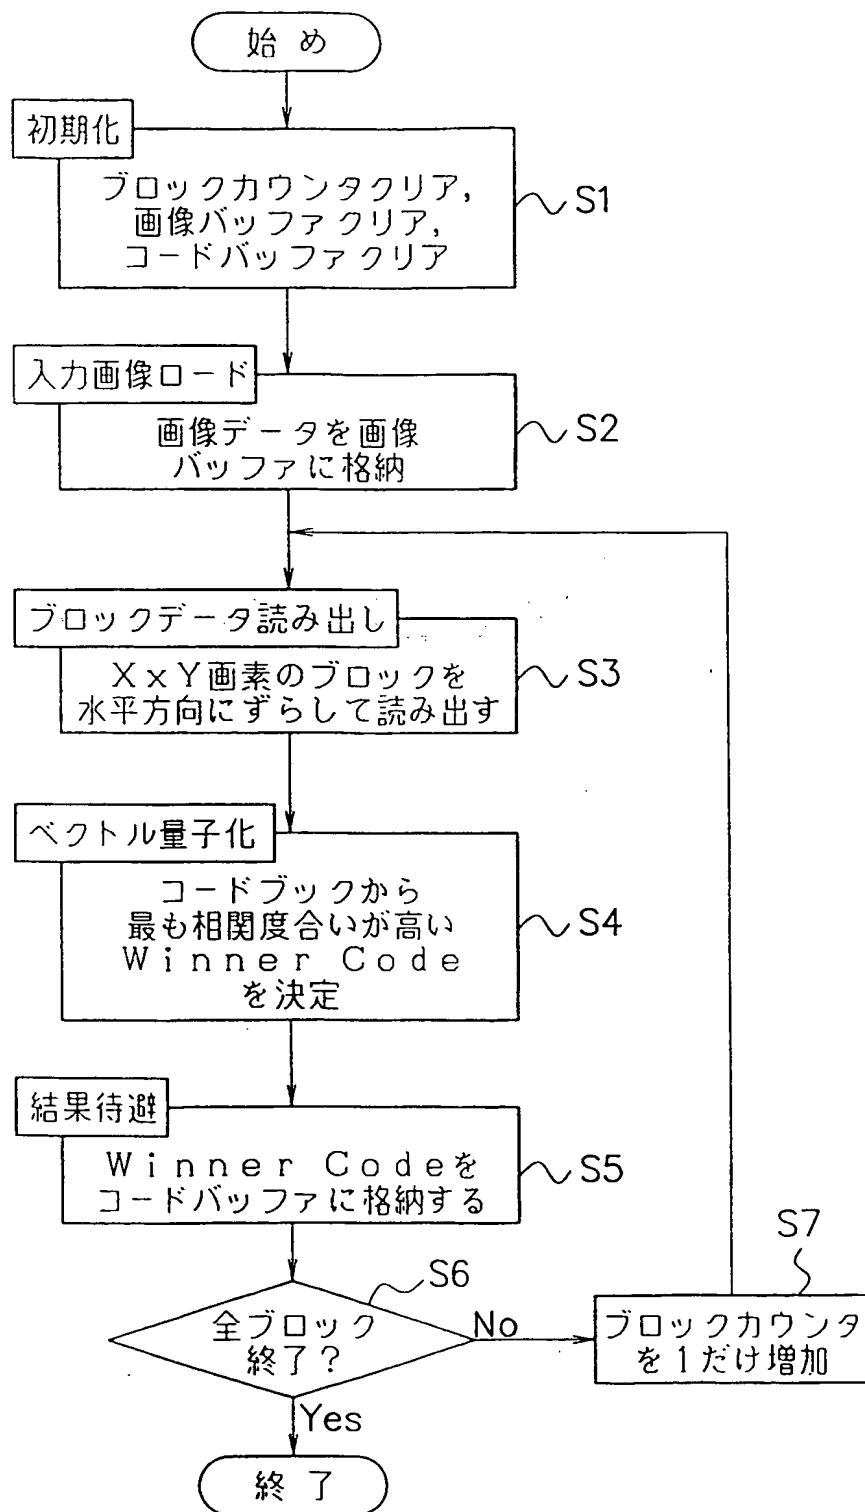 始め
初期化
ブロックカウンタクリア,
画像バッファクリア,
コードバッファクリア
S1
入力画像ロード
画像データを画像
バッファに格納
S2
ブロックデータ読み出し
X×Y画素のブロックを
水平方向にずらして読み出す
S3
ベクトル量子化
コードブックから
最も相関度合いが高い
Winner Code
を決定
S4
結果待避
Winner Codeを
コードバッファに格納する
S5
S6
全ブロック
終了?
No
S7
ブロックカウンタ
を1だけ増加
Yes
終了